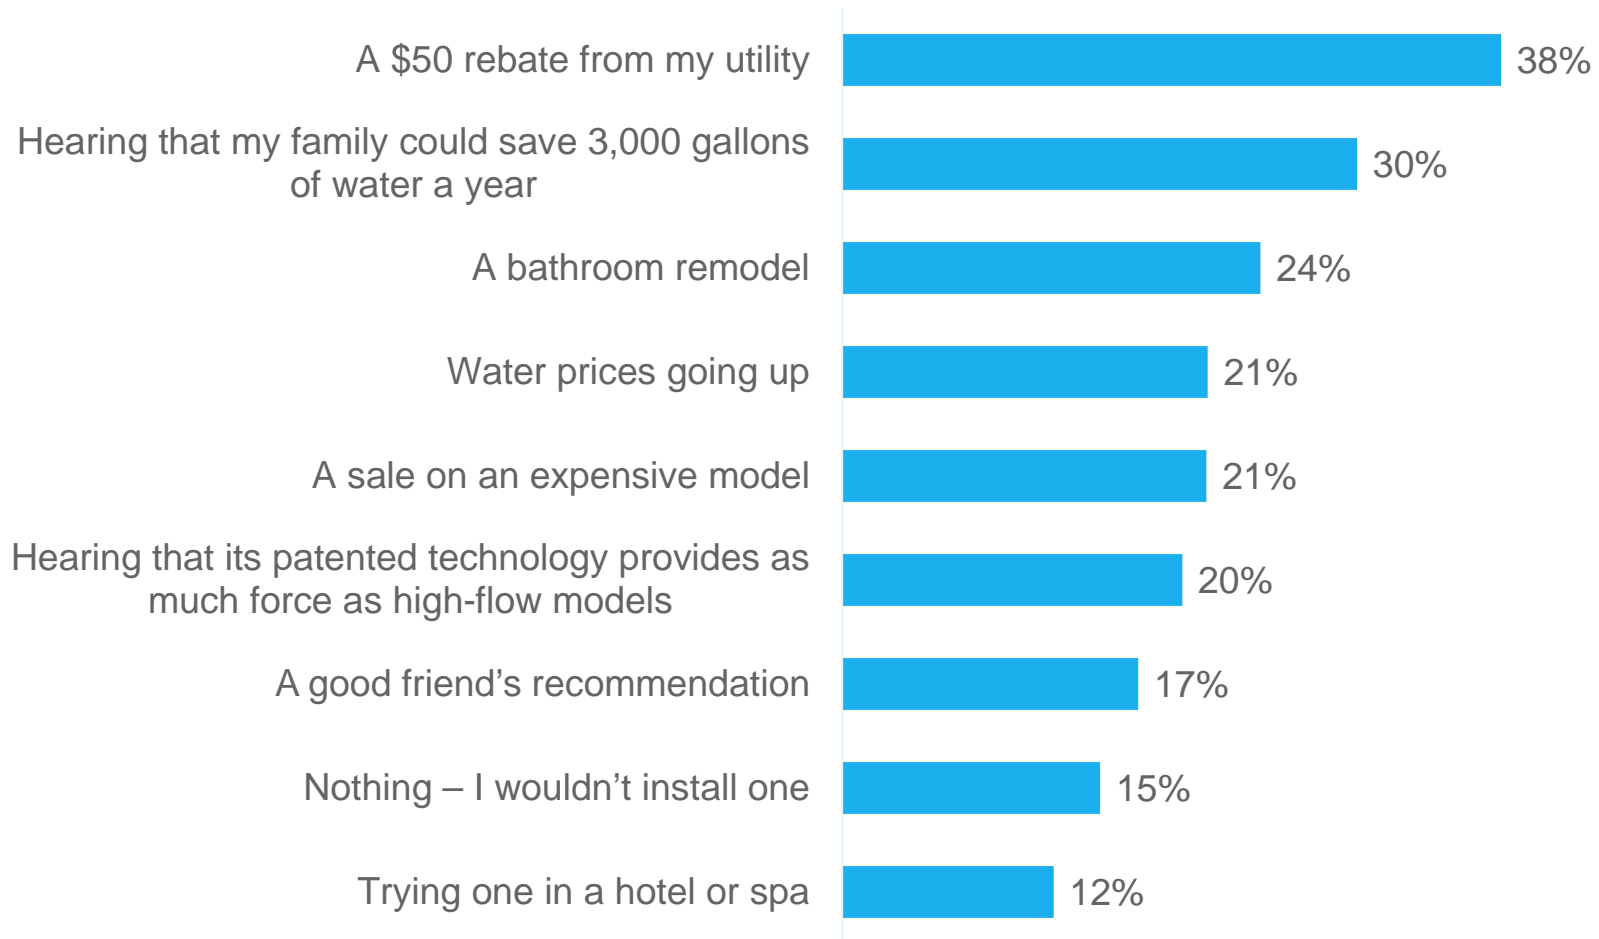 A $50 rebate from my utility 38%
Hearing that my family could save 3,000 gallons
of water a year 30%
A bathroom remodel 24%
Water prices going up 21%
A sale on an expensive model 21%
Hearing that its patented technology provides as
much force as high-flow models 20%
A good friend’s recommendation 17%
Nothing – I wouldn’t install one 15%
Trying one in a hotel or spa 12%